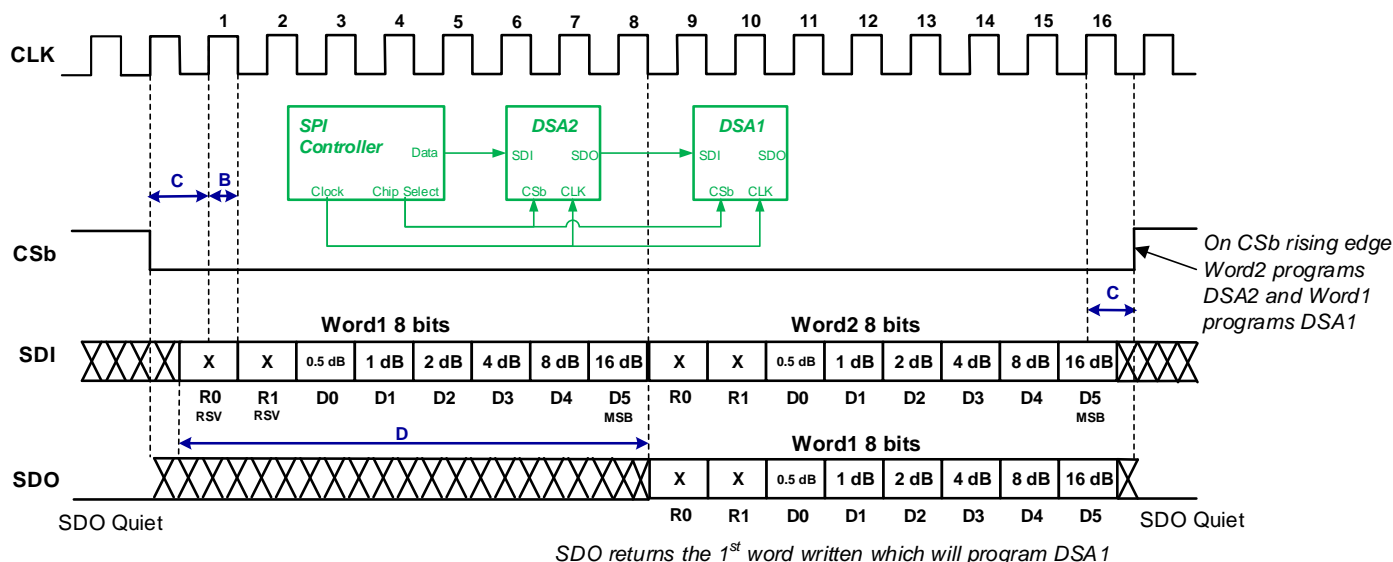 1 2 3 4 5 6 7 8 9 10 11 12 13 14 15 16
CLK
SPI Controller
Data
Clock
Chip Select
DSA2
SDI
SDO
CSb
CLK
DSA1
SDI
SDO
CSb
CLK
C
B
CSb
On CSb rising edge
Word2 programs
DSA2 and Word1
programs DSA1
C
Word1 8 bits
Word2 8 bits
SDI
X X 0.5 dB 1 dB 2 dB 4 dB 8 dB 16 dB X X 0.5 dB 1 dB 2 dB 4 dB 8 dB 16 dB
R0 R1 D0 D1 D2 D3 D4 D5 R0 R1 D0 D1 D2 D3 D4 D5
RSV RSV MSB MSB
D
Word1 8 bits
SDO
X X 0.5 dB 1 dB 2 dB 4 dB 8 dB 16 dB
SDO Quiet
R0 R1 D0 D1 D2 D3 D4 D5
SDO Quiet
SDO returns the 1st word written which will program DSA1